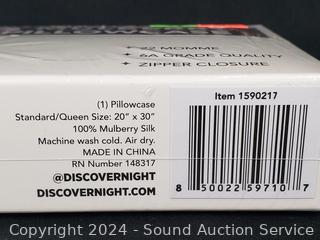 22 MOMME
6A GRADE QUALITY
ZIPPER CLOSURE
(1) Pillowcase
Standard/Queen Size: 20" x 30"
100% Mulberry Silk
Machine wash cold. Air dry.
MADE IN CHINA
RN Number 148317
@DISCOVERNIGHT
DISCOVERNIGHT.COM
Item 1590217
8 50022 59710 7
Copyright 2024 - Sound Auction Service